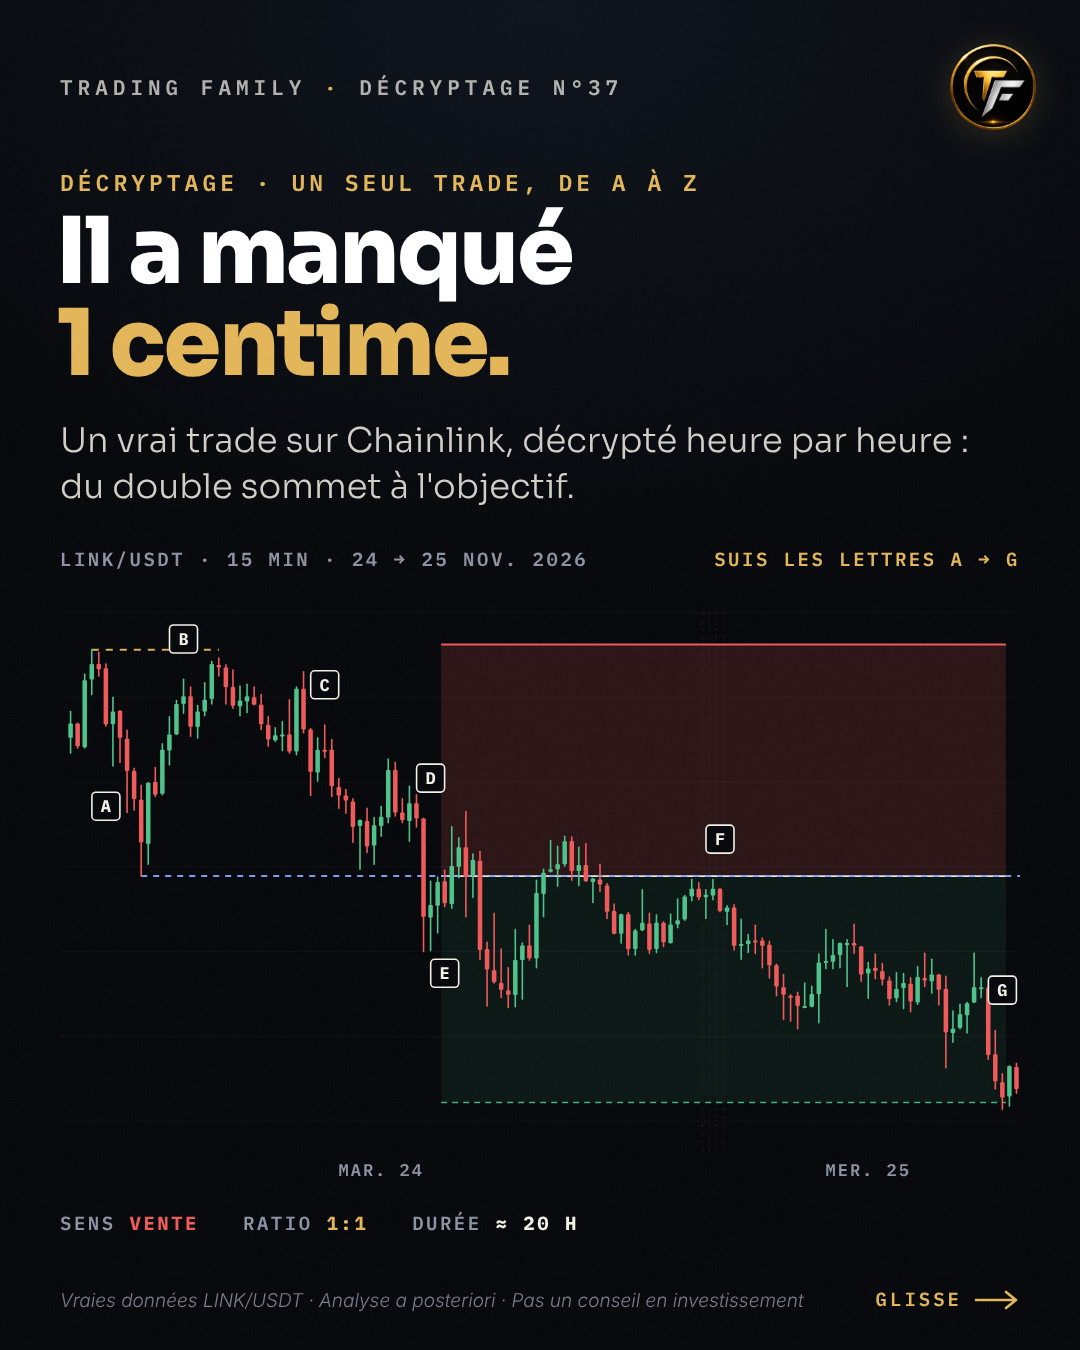 TRADING FAMILY · DÉCRYPTAGE N°37
TF
DÉCRYPTAGE · UN SEUL TRADE, DE A À Z
Il a manqué
1 centime.
Un vrai trade sur Chainlink, décrypté heure par heure :
du double sommet à l'objectif.
LINK/USDT · 15 MIN · 24 → 25 NOV. 2026
SUIS LES LETTRES A → G
B
C
D
A
F
E
G
MAR. 24
MER. 25
SENS VENTE RATIO 1:1 DURÉE ≈ 20 H
Vraies données LINK/USDT · Analyse a posteriori · Pas un conseil en investissement
GLISSE →